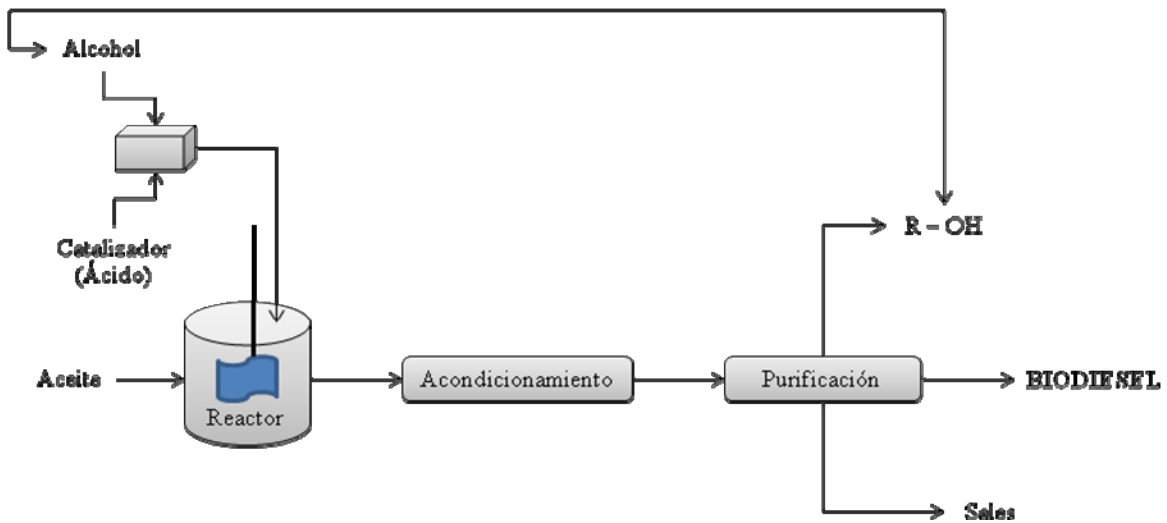 Alcohol
Catalizador
(Ácido)
R – OH
Aceite
Reactor
Acondicionamiento
Purificación
BIODIESEL
Sales